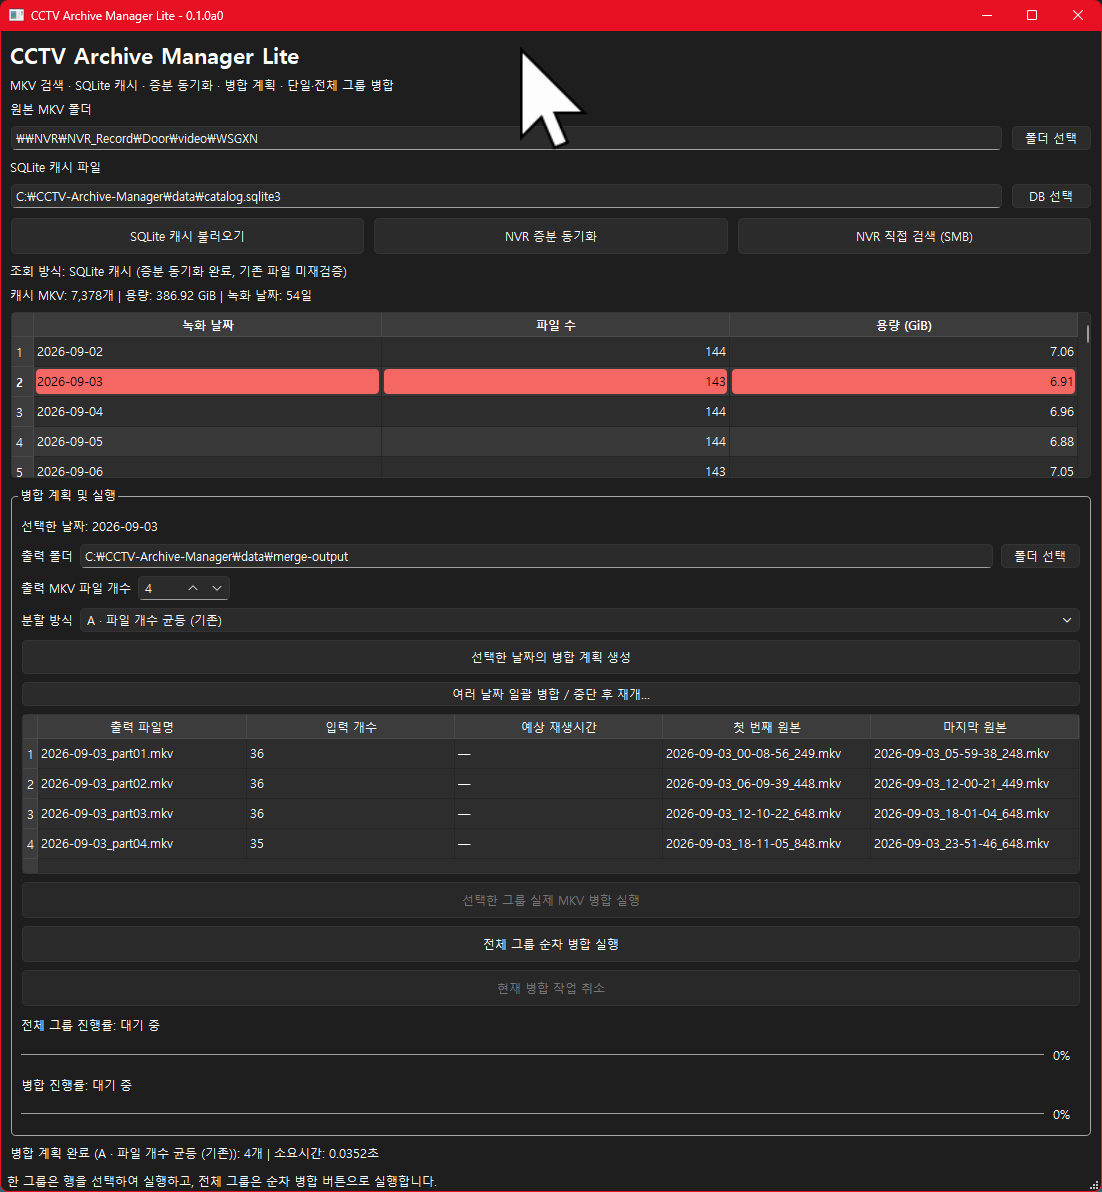 CCTV Archive Manager Lite - 0.1.0a0
CCTV Archive Manager Lite
MKV 검색 · SQLite 캐시 · 증분 동기화 · 병합 계획 · 단일·전체 그룹 병합
원본 MKV 폴더
₩₩NVR₩NVR_Record₩Door₩video₩WSGXN 폴더 선택
SQLite 캐시 파일
C:₩CCTV-Archive-Manager₩data₩catalog.sqlite3 DB 선택
SQLite 캐시 불러오기 NVR 증분 동기화 NVR 직접 검색 (SMB)
조회 방식: SQLite 캐시 (증분 동기화 완료, 기존 파일 미재검증)
캐시 MKV: 7,378개 | 용량: 386.92 GiB | 녹화 날짜: 54일
녹화 날짜 파일 수 용량 (GiB)
1 2026-09-02 144 7.06
2 2026-09-03 143 6.91
3 2026-09-04 144 6.96
4 2026-09-05 144 6.88
5 2026-09-06 143 7.05
병합 계획 및 실행
선택한 날짜: 2026-09-03
출력 폴더 C:₩CCTV-Archive-Manager₩data₩merge-output 폴더 선택
출력 MKV 파일 개수 4
분할 방식 A · 파일 개수 균등 (기존)
선택한 날짜의 병합 계획 생성
여러 날짜 일괄 병합 / 중단 후 재개...
출력 파일명 입력 개수 예상 재생시간 첫 번째 원본 마지막 원본
1 2026-09-03_part01.mkv 36 — 2026-09-03_00-08-56_249.mkv 2026-09-03_05-59-38_248.mkv
2 2026-09-03_part02.mkv 36 — 2026-09-03_06-09-39_448.mkv 2026-09-03_12-00-21_449.mkv
3 2026-09-03_part03.mkv 36 — 2026-09-03_12-10-22_648.mkv 2026-09-03_18-01-04_648.mkv
4 2026-09-03_part04.mkv 35 — 2026-09-03_18-11-05_848.mkv 2026-09-03_23-51-46_648.mkv
선택한 그룹 실제 MKV 병합 실행
전체 그룹 순차 병합 실행
현재 병합 작업 취소
전체 그룹 진행률: 대기 중
0%
병합 진행률: 대기 중
0%
병합 계획 완료 (A · 파일 개수 균등 (기존)): 4개 | 소요시간: 0.0352초
한 그룹은 행을 선택하여 실행하고, 전체 그룹은 순차 병합 버튼으로 실행합니다.